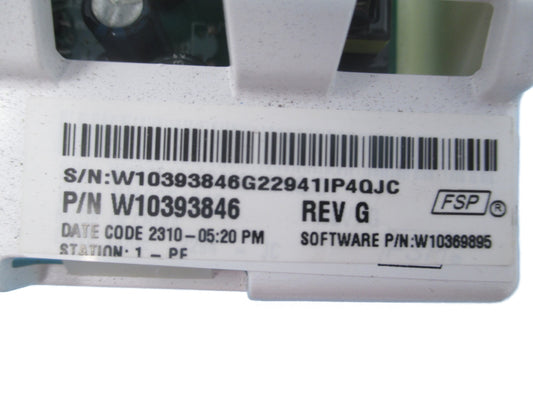 S/N:W10393846G22941IP4QJC
P/N W10393846 REV G FSP®
DATE CODE 2310-05:20 PM SOFTWARE P/N:W10369895
STATION: 1 - PF